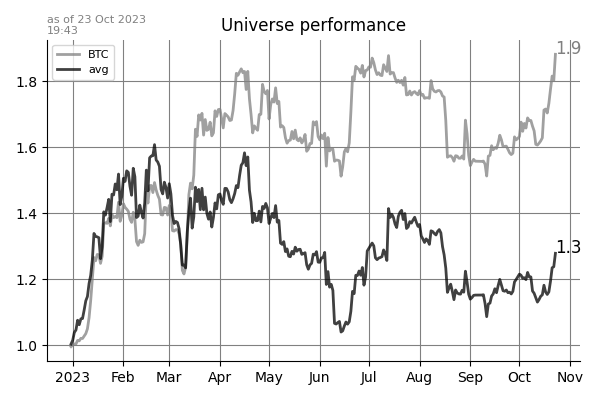 as of 23 Oct 2023
19:43
Universe performance
BTC
avg
1.9
1.3
1.8
1.6
1.4
1.2
1.0
2023 Feb Mar Apr May Jun Jul Aug Sep Oct Nov